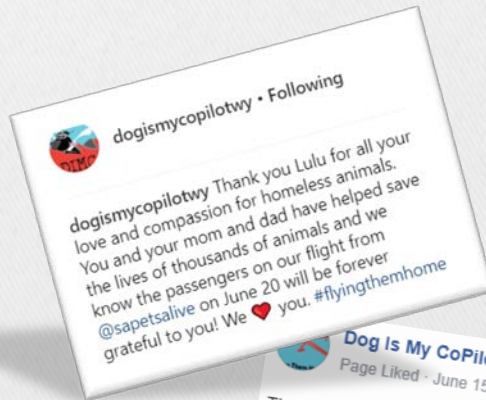 dogismycopilotwy • Following
DIMC
dogismycopilotwy Thank you Lulu for all your
love and compassion for homeless animals.
You and your mom and dad have helped save
the lives of thousands of animals and we
know the passengers on our flight from
@sapetsalive on June 20 will be forever
grateful to you! We ❤ you. #flyingthemhome
Dog Is My CoPil
Page Liked · June 15